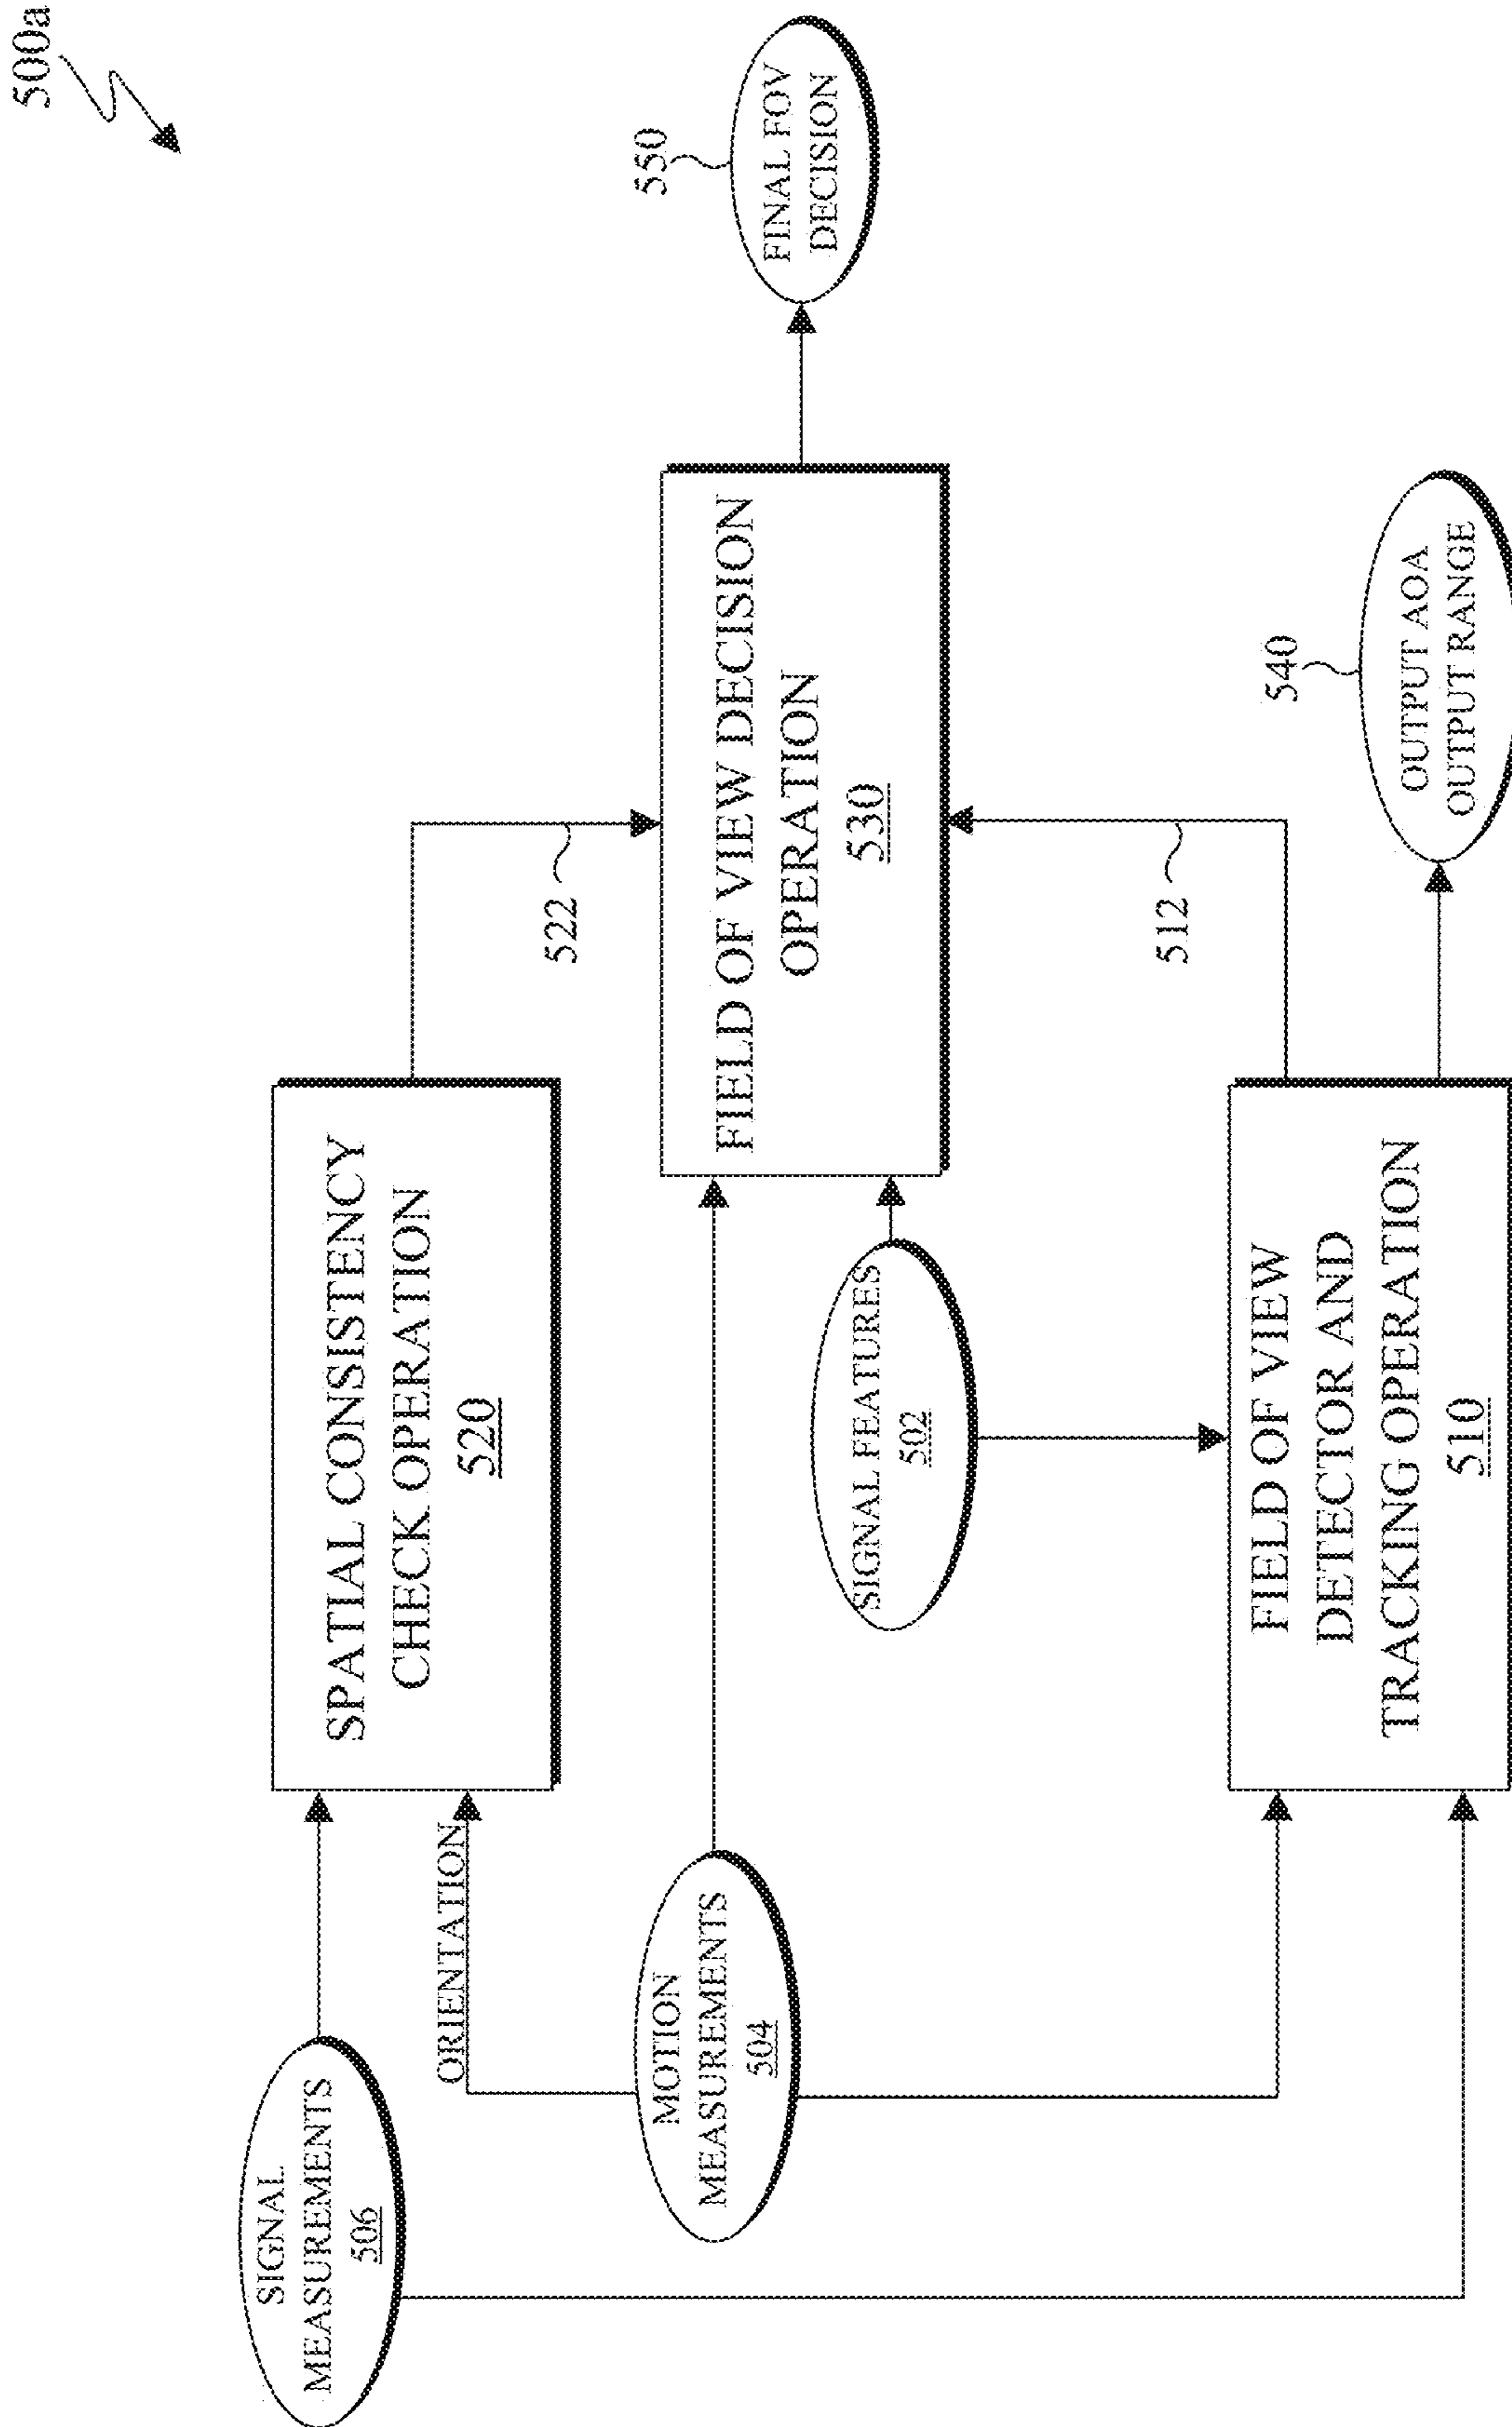 500a
SIGNAL
MEASUREMENTS
506
SPATIAL CONSISTENCY
CHECK OPERATION
520
ORIENTATION
522
MOTION
MEASUREMENTS
504
FIELD OF VIEW DECISION
OPERATION
530
550
FINAL FOV
DECISION
SIGNAL FEATURES
502
512
FIELD OF VIEW
DETECTOR AND
TRACKING OPERATION
510
540
OUTPUT AOA
OUTPUT RANGE